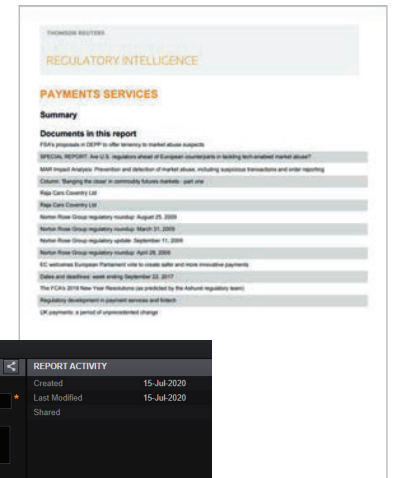 THOMSON REUTERS
REGULATORY INTELLIGENCE
PAYMENTS SERVICES
Summary
Documents in this report
FSA's proposals in DEPP to offer leniency to market abuse suspects
SPECIAL REPORT: Are U.S. regulators ahead of European counterparts in tackling tech-enabled market abuse?
MAR Impact Analysis: Prevention and detection of market abuse, including suspicious transactions and order reporting
Column: 'Banging the close' in commodity futures markets - part one
Raja Cars Coventry Ltd
Raja Cars Coventry Ltd
Norton Rose Group regulatory roundup: August 25, 2009
Norton Rose Group regulatory roundup: March 31, 2009
Norton Rose Group regulatory update: September 11, 2009
Norton Rose Group regulatory roundup: April 28, 2009
EC welcomes European Parliament vote to create safer and more innovative payments
Dates and deadlines: week ending September 22, 2017
The FCA's 2018 New Year Resolutions (as predicted by the Ashurst regulatory team)
Regulatory development in payment services and fintech
UK payments: a period of unprecedented change
REPORT ACTIVITY
Created 15-Jul-2020
* Last Modified 15-Jul-2020
Shared